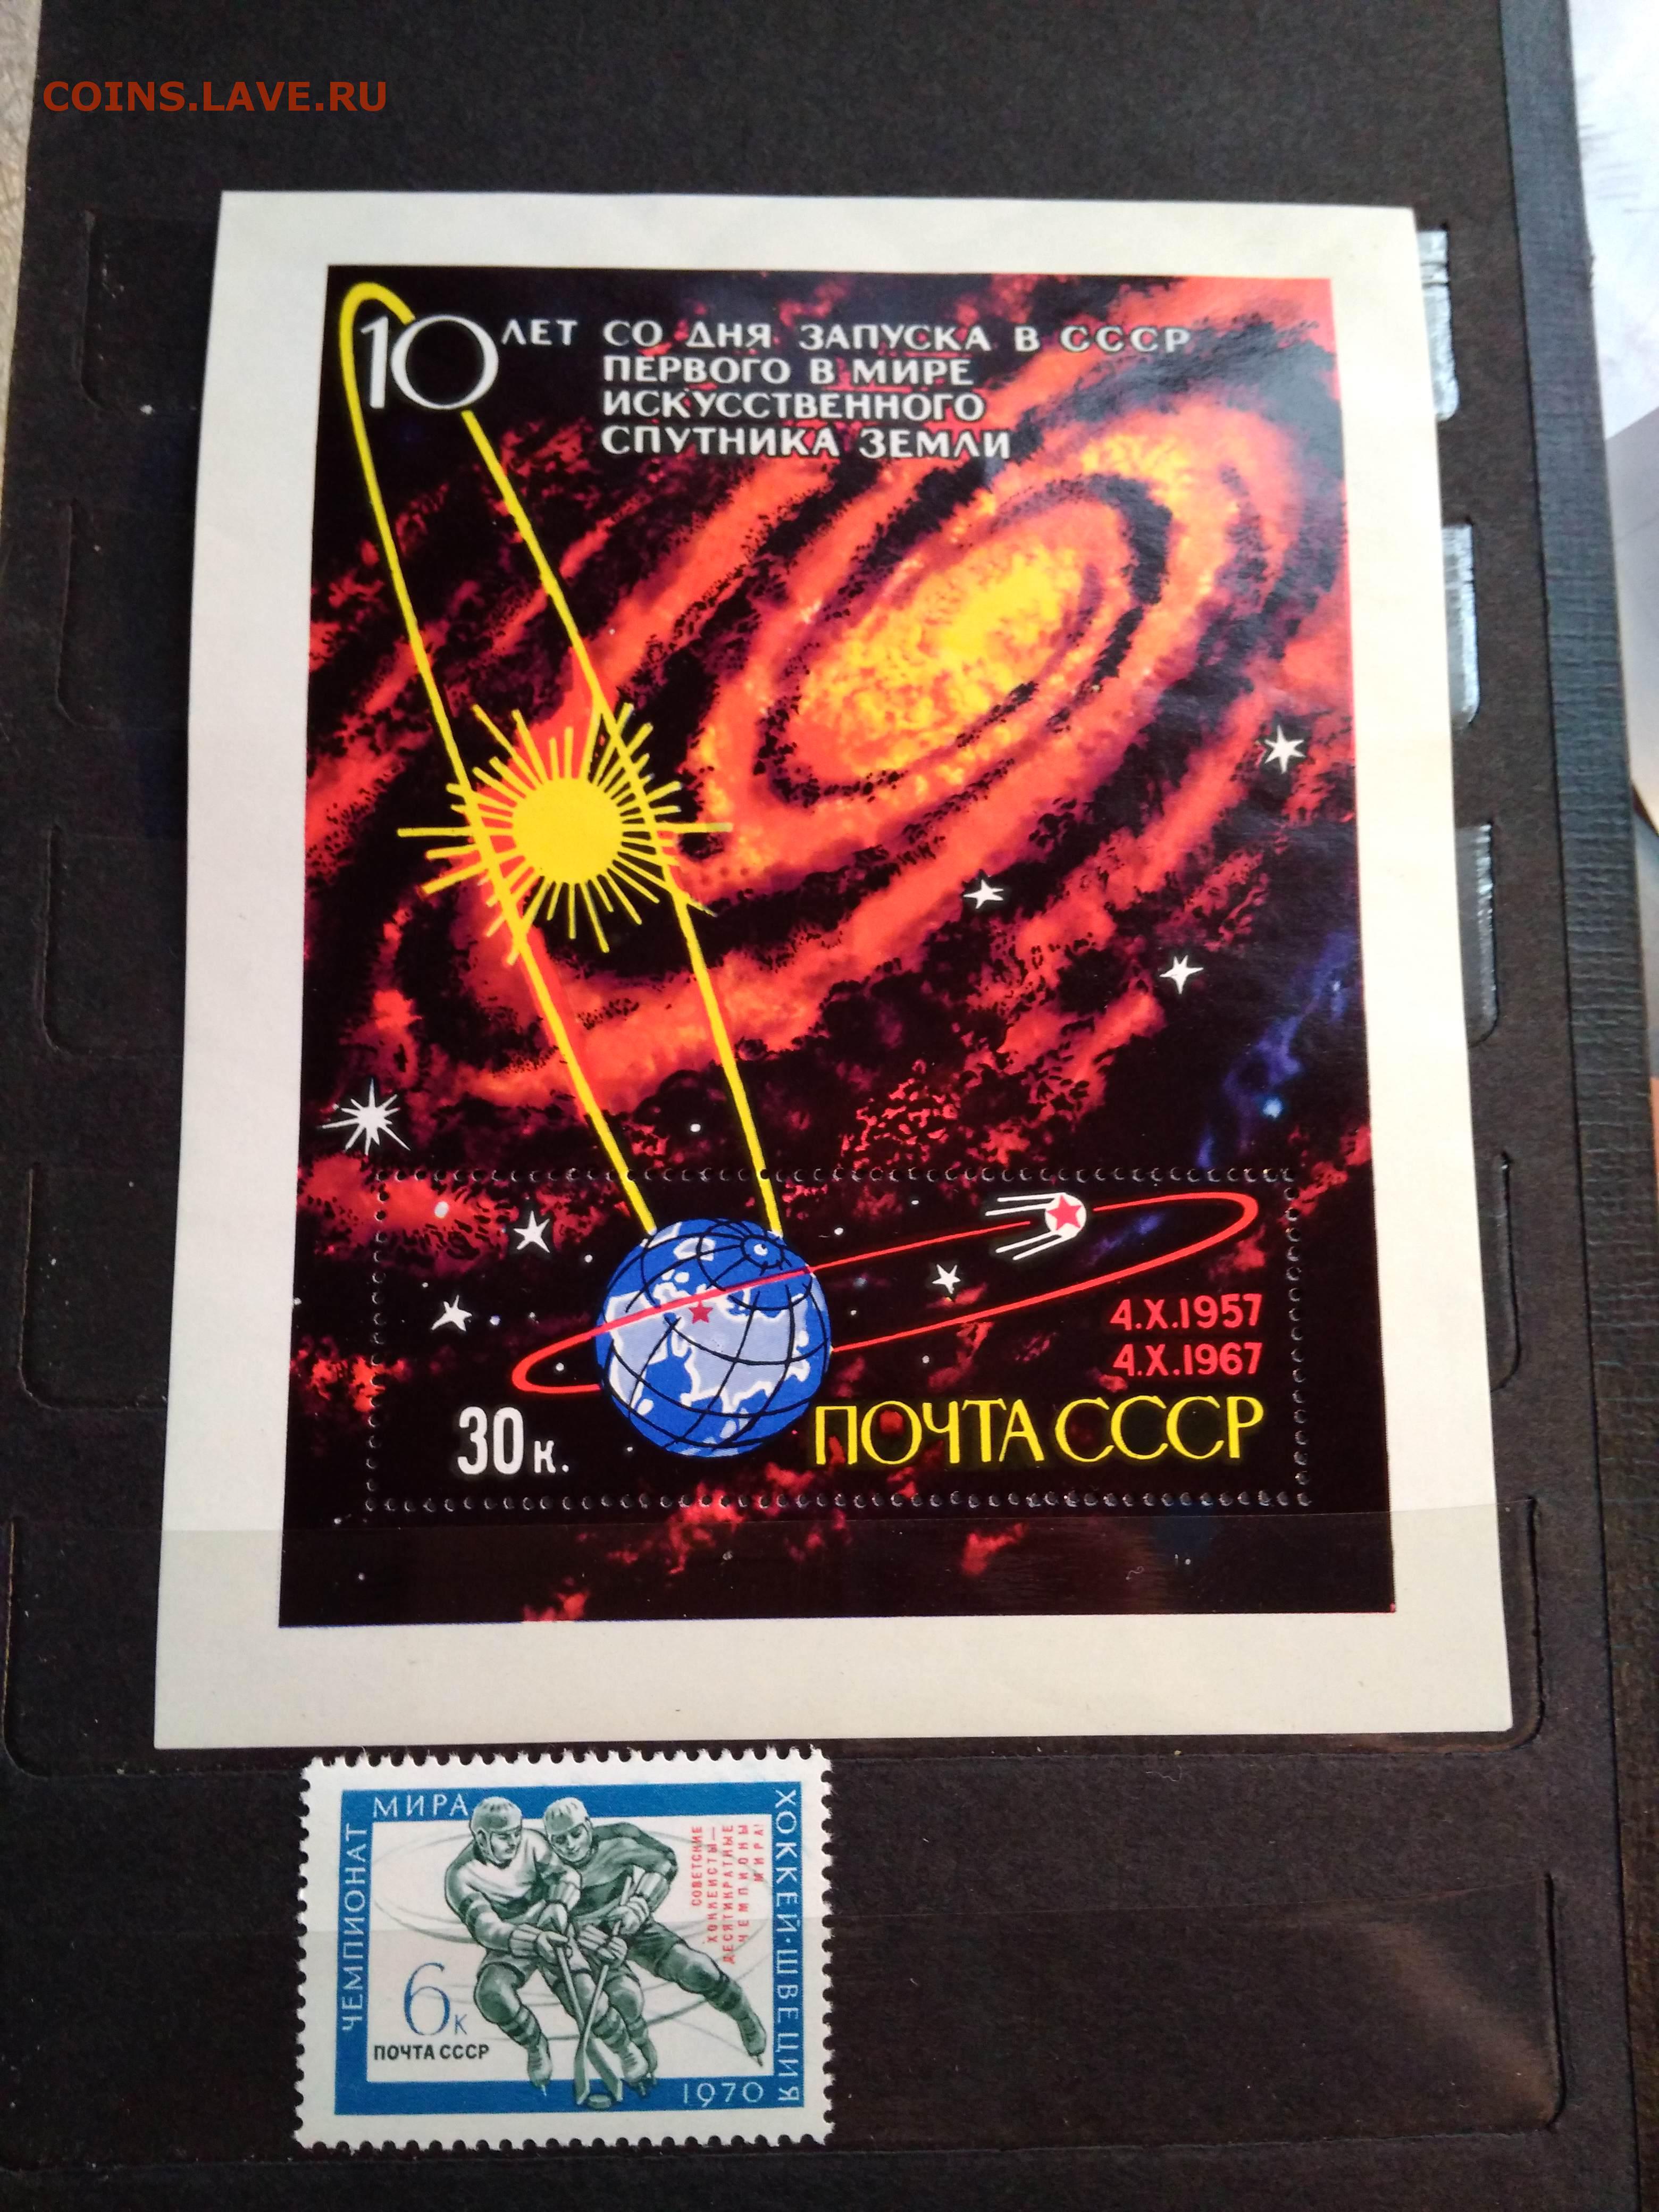 COINS.LAVE.RU
10 ЛЕТ СО ДНЯ ЗАПУСКА В СССР
ПЕРВОГО В МИРЕ
ИСКУССТВЕННОГО
СПУТНИКА ЗЕМЛИ
4.X.1957
4.X.1967
30 к.
ПОЧТА СССР
ЧЕМПИОНАТ
МИРА
ХОККЕЙ·ШВЕЦИЯ
СОВЕТСКИЕ
ХОККЕИСТЫ—
ДЕСЯТИКРАТНЫЕ
ЧЕМПИОНЫ
МИРА!
6к
ПОЧТА СССР
1970